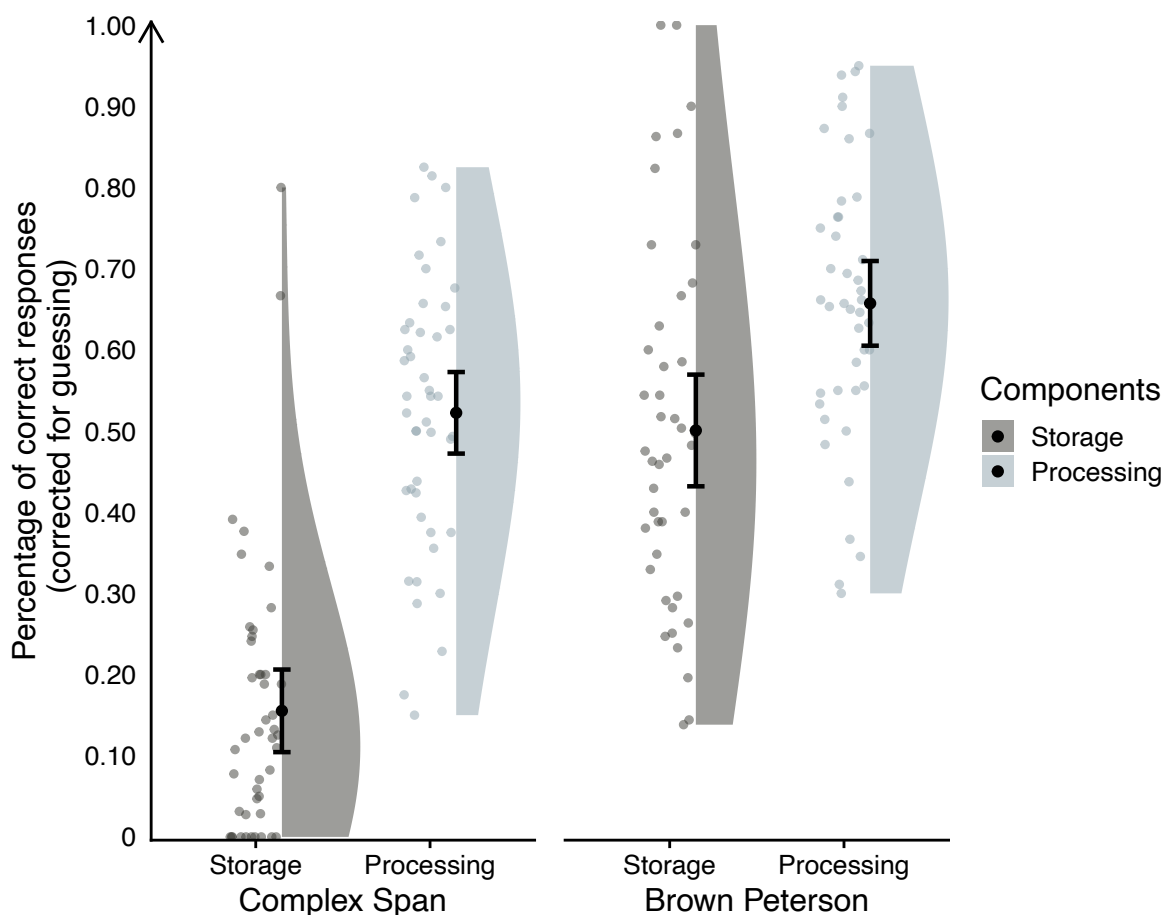 Percentage of correct responses
(corrected for guessing)
1.00
0.90
0.80
0.70
0.60
0.50
0.40
0.30
0.20
0.10
0
Storage
Processing
Complex Span
Storage
Processing
Brown Peterson
Components
Storage
Processing